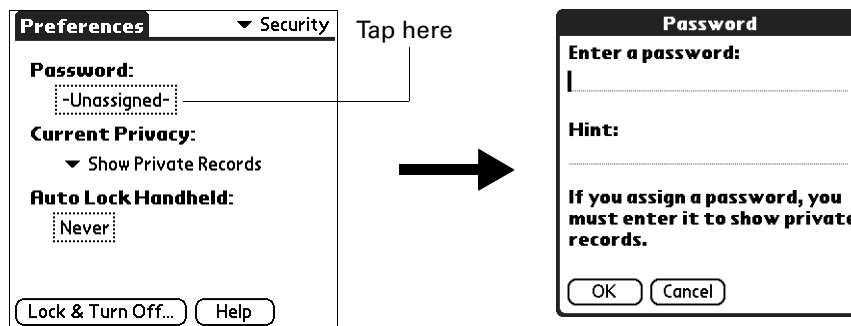 Preferences
Security
Tap here
Password:
-Unassigned-
Current Privacy:
Show Private Records
Auto Lock Handheld:
Never
Lock & Turn Off...
Help
Password
Enter a password:
Hint:
If you assign a password, you
must enter it to show private
records.
OK
Cancel